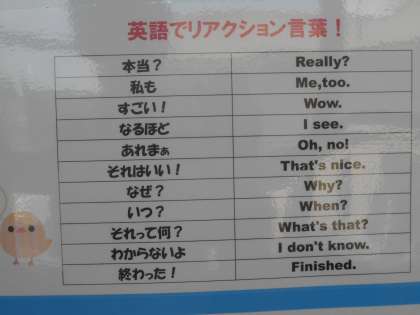 英語でリアクション言葉！
本当？ Really?
私も Me,too.
すごい！ Wow.
なるほど I see.
あれまぁ Oh, no!
それはいい！ That's nice.
なぜ？ Why?
いつ？ When?
それって何？ What's that?
わからないよ I don't know.
終わった！ Finished.